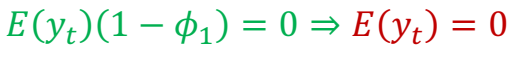 E(yₜ)(1 − ϕ₁) = 0 ⇒ E(yₜ) = 0